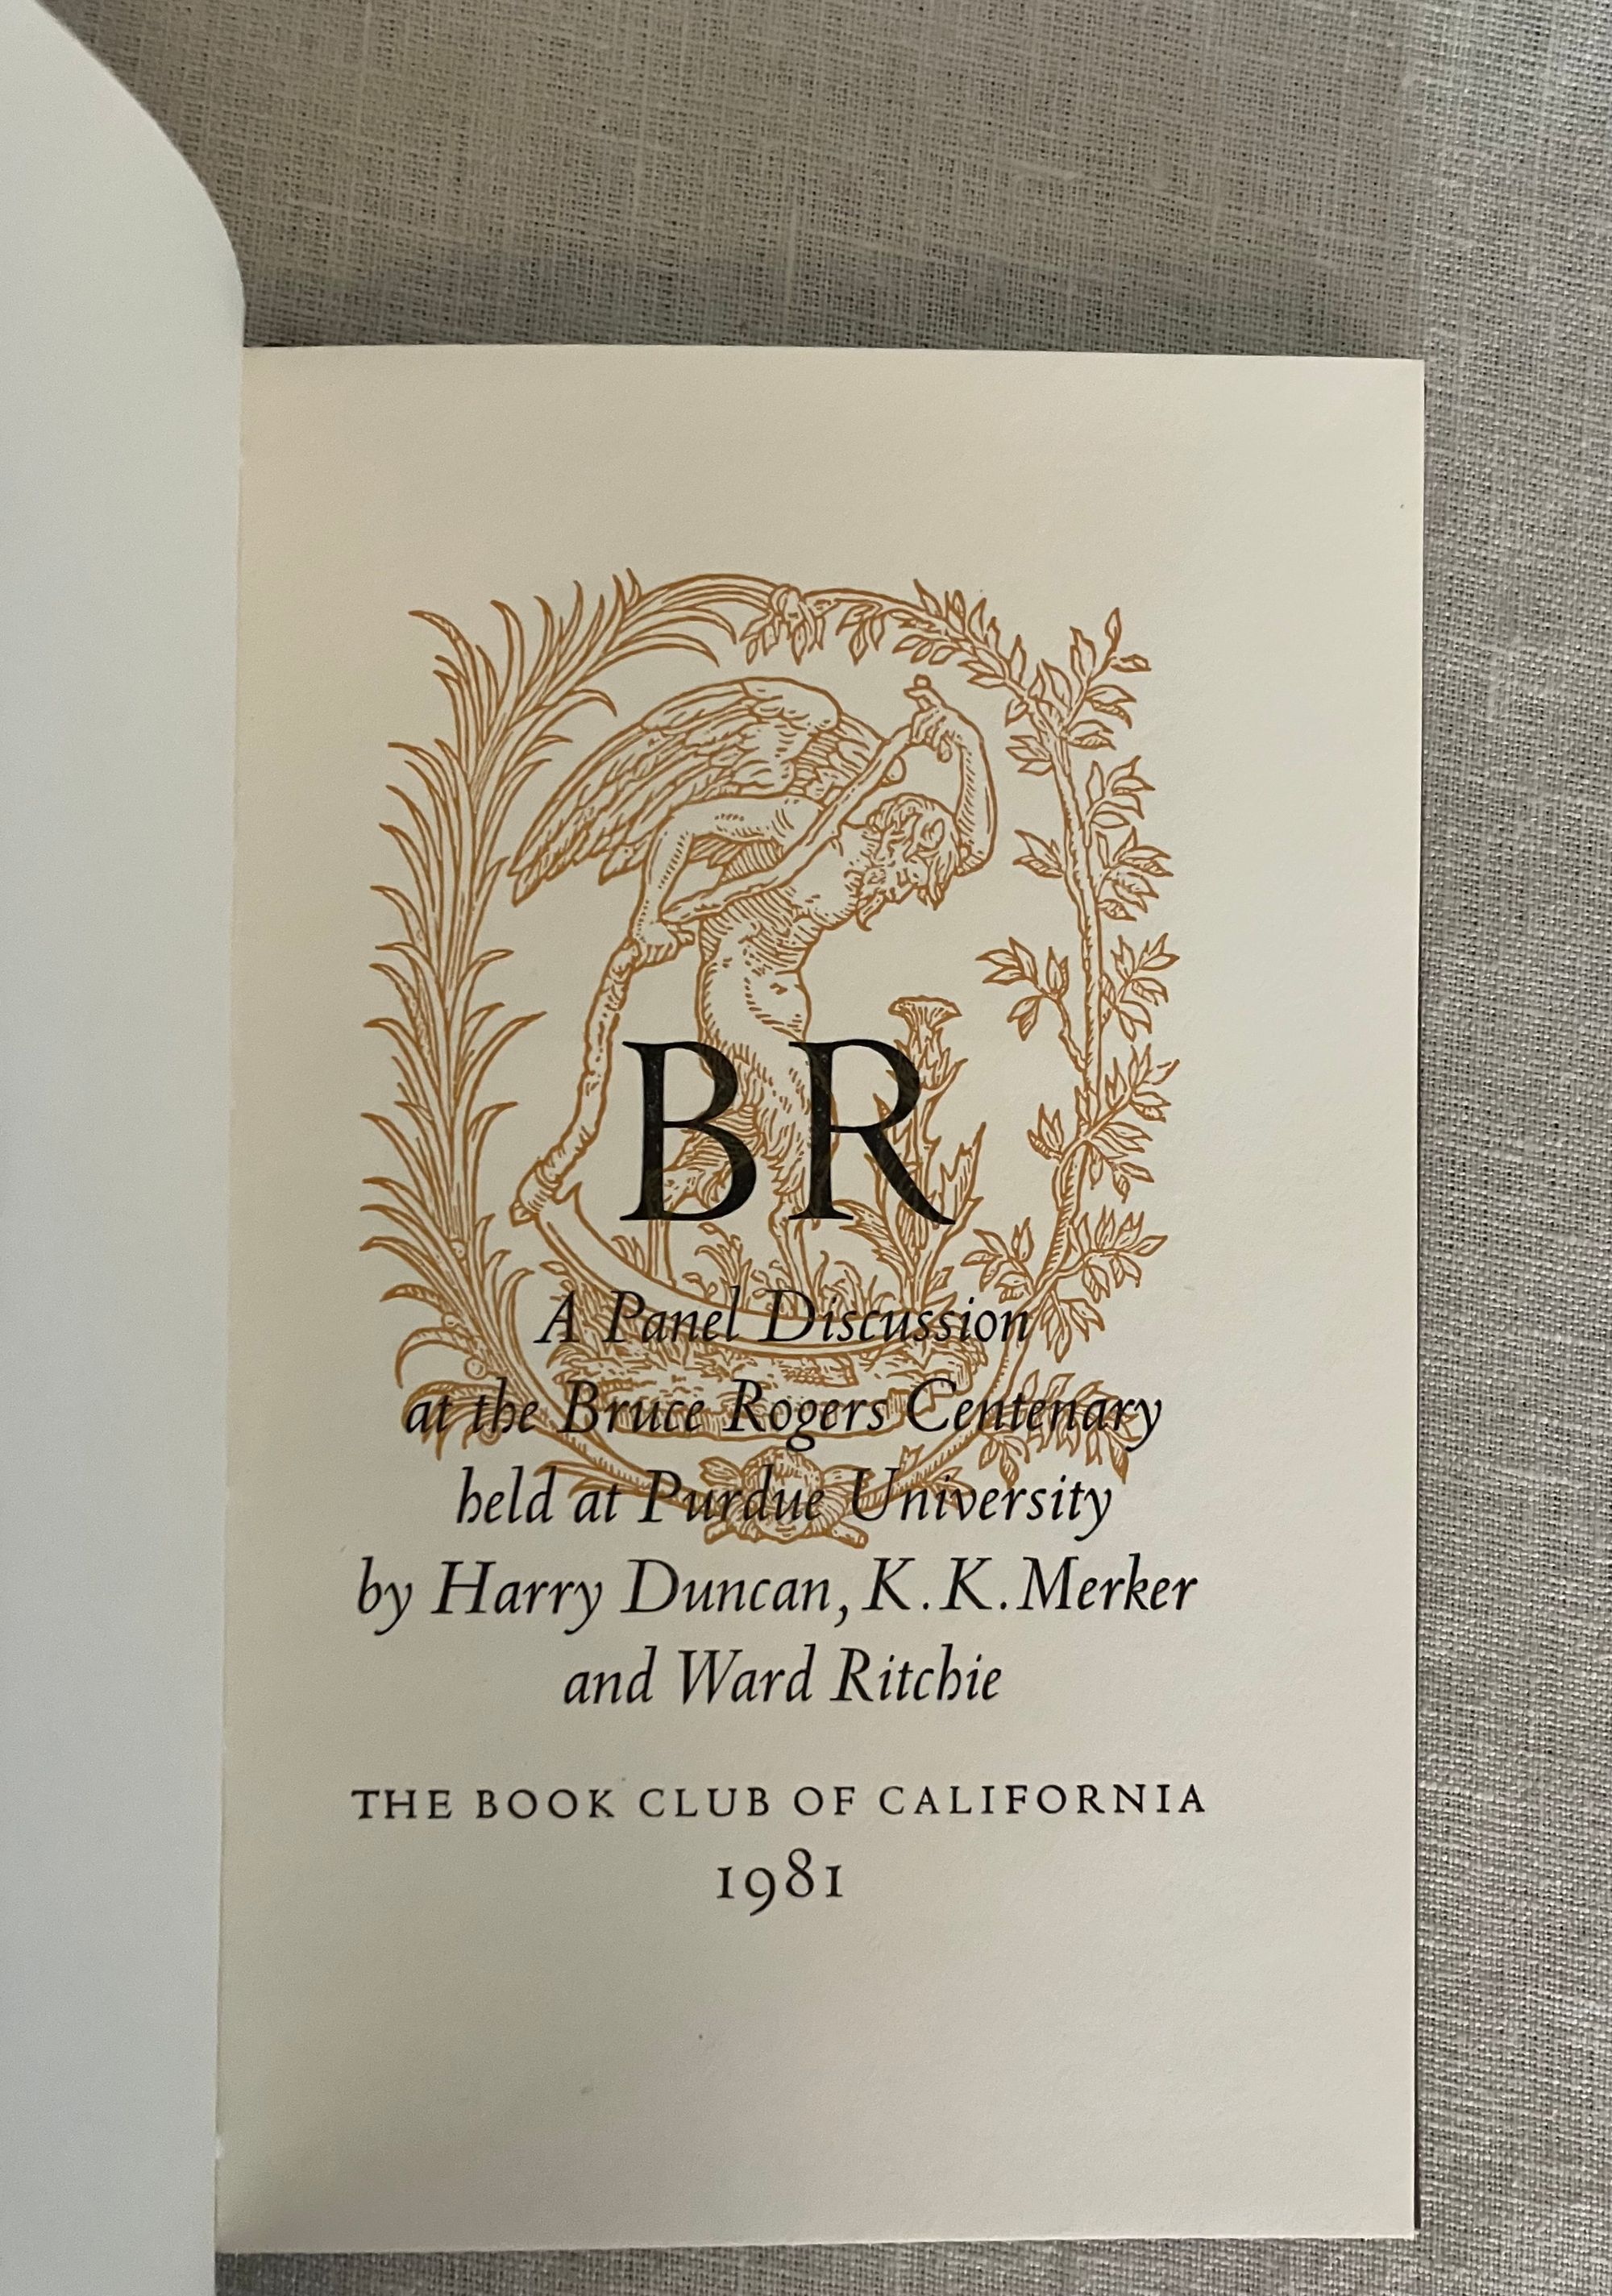 BR
A Panel Discussion
at the Bruce Rogers Centenary
held at Purdue University
by Harry Duncan, K. K. Merker
and Ward Ritchie
THE BOOK CLUB OF CALIFORNIA
1981